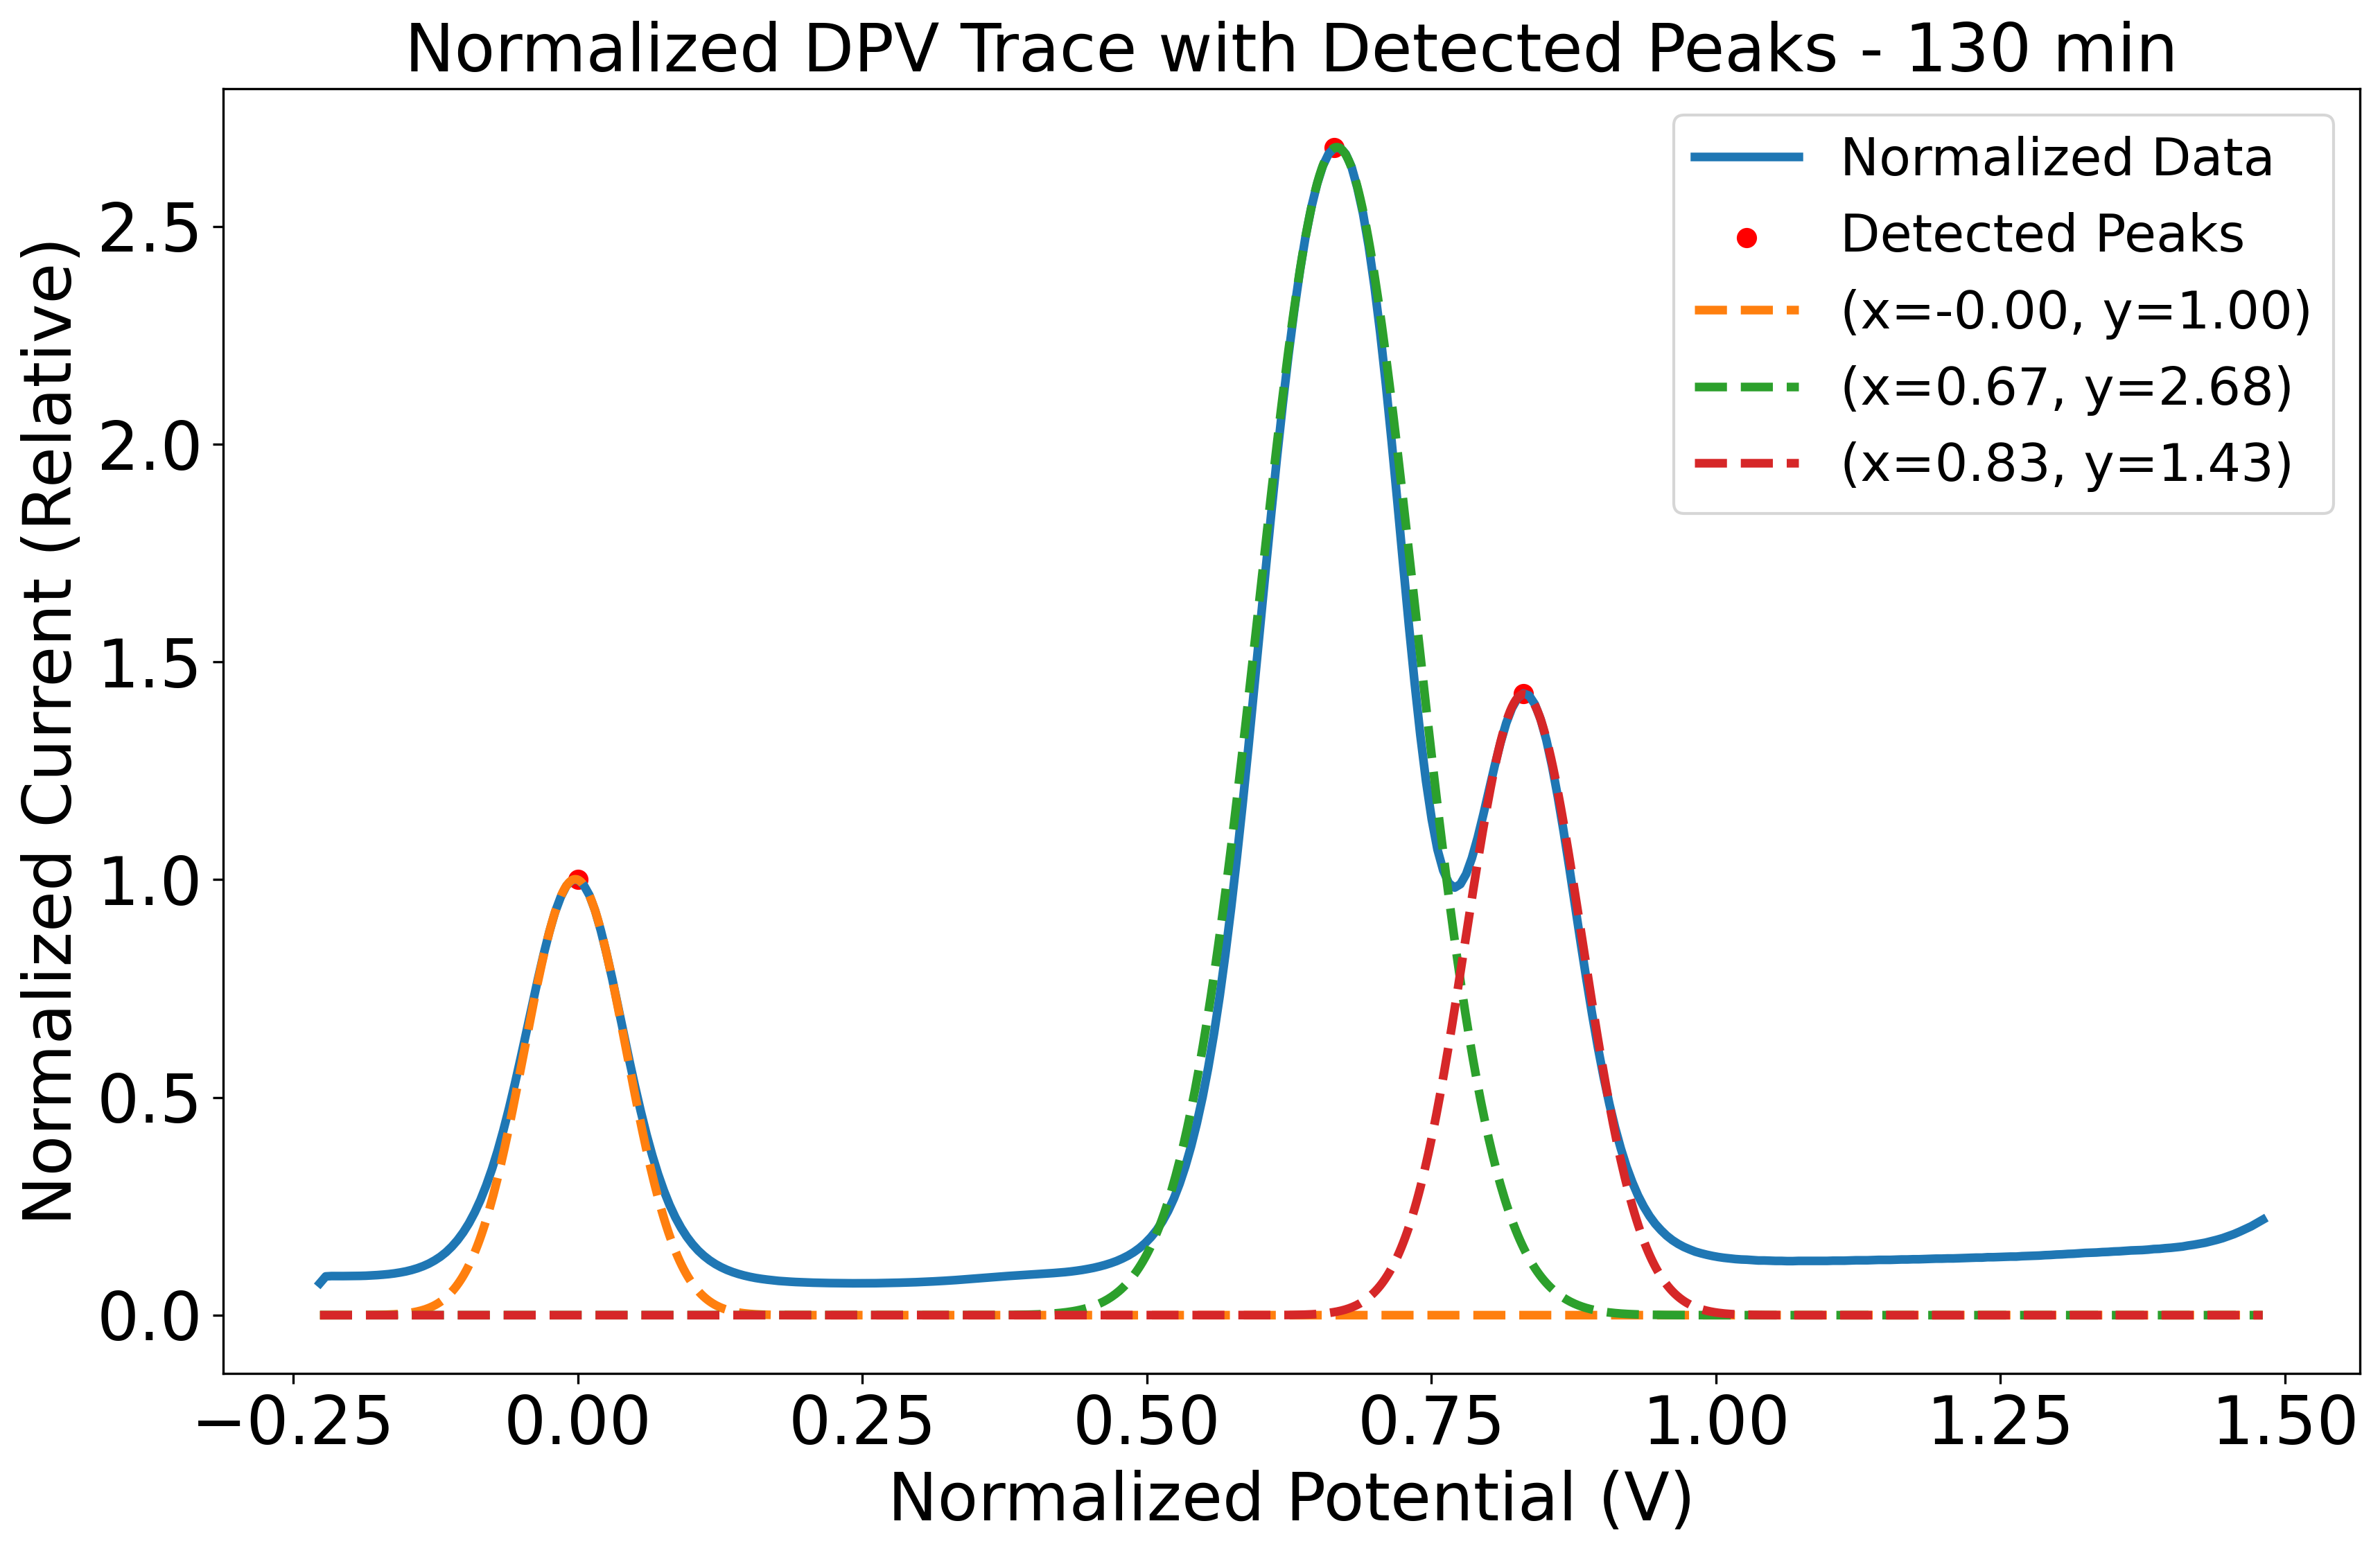 Normalized DPV Trace with Detected Peaks - 130 min
Normalized Data
Detected Peaks
(x=-0.00, y=1.00)
(x=0.67, y=2.68)
(x=0.83, y=1.43)
Normalized Current (Relative)
2.5
2.0
1.5
1.0
0.5
0.0
−0.25 0.00 0.25 0.50 0.75 1.00 1.25 1.50
Normalized Potential (V)